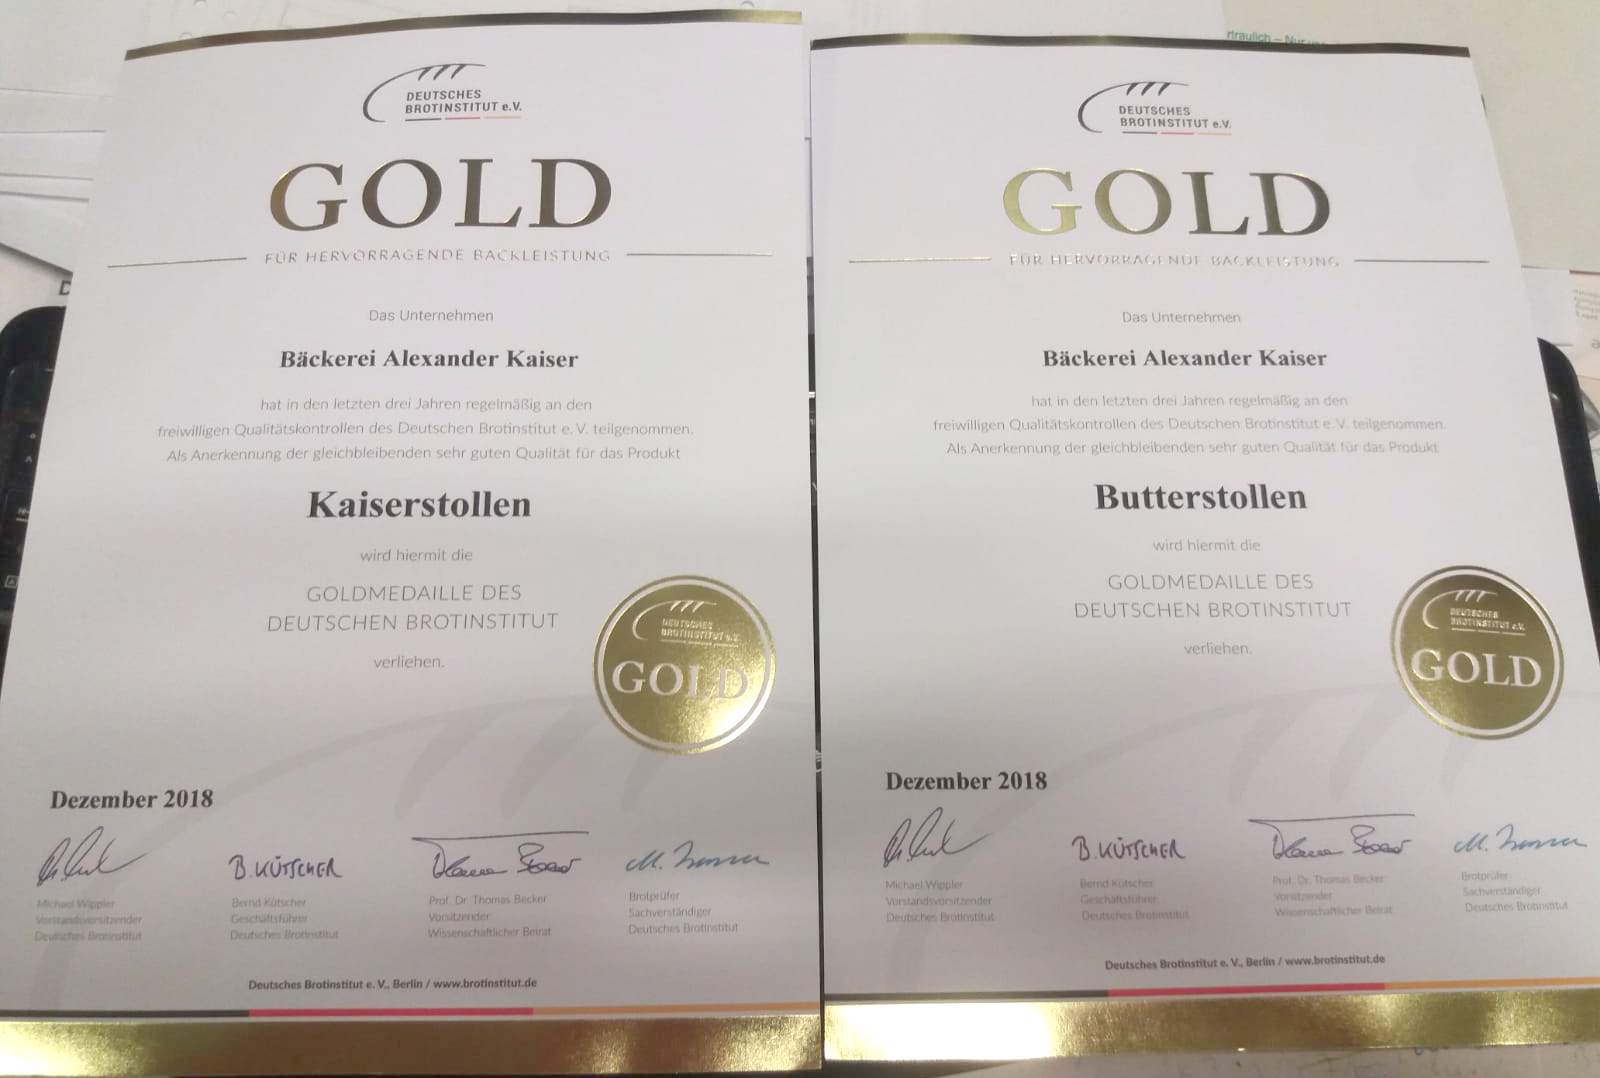 DEUTSCHES
BROTINSTITUT e.V.
GOLD
FÜR HERVORRAGENDE BACKLEISTUNG
Das Unternehmen
Bäckerei Alexander Kaiser
hat in den letzten drei Jahren regelmäßig an den
freiwilligen Qualitätskontrollen des Deutschen Brotinstitut e. V. teilgenommen.
Als Anerkennung der gleichbleibenden sehr guten Qualität für das Produkt
Kaiserstollen
wird hiermit die
GOLDMEDAILLE DES
DEUTSCHEN BROTINSTITUT
verliehen.
DEUTSCHES
BROTINSTITUT e.V.
GOLD
Dezember 2018
B. KÜTSCHER
Michael Wippler
Vorstandsvorsitzender
Deutsches Brotinstitut
Bernd Kütscher
Geschäftsführer
Deutsches Brotinstitut
Prof. Dr. Thomas Becker
Vorsitzender
Wissenschaftlicher Beirat
Brotprüfer
Sachverständiger
Deutsches Brotinstitut
Deutsches Brotinstitut e. V., Berlin / www.brotinstitut.de
DEUTSCHES
BROTINSTITUT e.V.
GOLD
FÜR HERVORRAGENDE BACKLEISTUNG
Das Unternehmen
Bäckerei Alexander Kaiser
hat in den letzten drei Jahren regelmäßig an den
freiwilligen Qualitätskontrollen des Deutschen Brotinstitut e. V. teilgenommen.
Als Anerkennung der gleichbleibenden sehr guten Qualität für das Produkt
Butterstollen
wird hiermit die
GOLDMEDAILLE DES
DEUTSCHEN BROTINSTITUT
verliehen.
DEUTSCHES
BROTINSTITUT e.V.
GOLD
Dezember 2018
B. KÜTSCHER
Michael Wippler
Vorstandsvorsitzender
Deutsches Brotinstitut
Bernd Kütscher
Geschäftsführer
Deutsches Brotinstitut
Prof. Dr. Thomas Becker
Vorsitzender
Wissenschaftlicher Beirat
Brotprüfer
Sachverständiger
Deutsches Brotinstitut
Deutsches Brotinstitut e. V., Berlin / www.brotinstitut.de